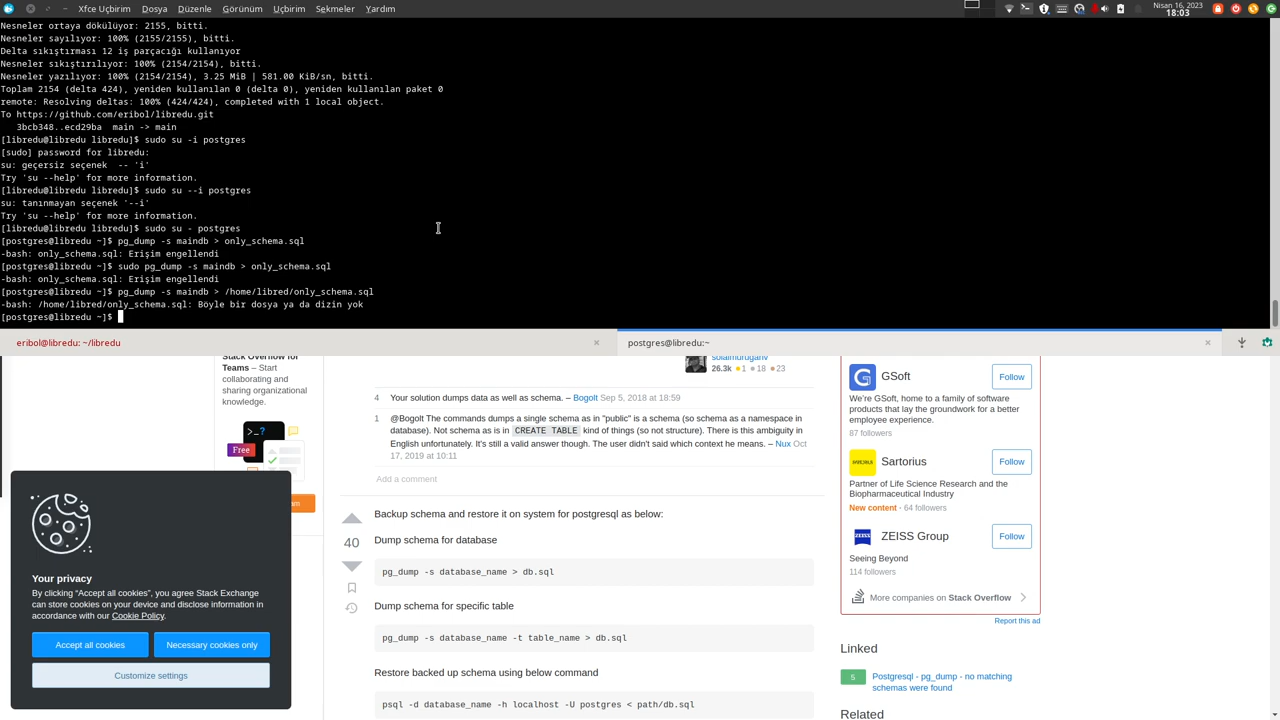 Xfce Uçbirim Dosya Düzenle Görünüm Uçbirim Sekmeler Yardım
Nisan 16, 2023
18:03
Nesneler ortaya dökülüyor: 2155, bitti.
Nesneler sayılıyor: 100% (2155/2155), bitti.
Delta sıkıştırması 12 iş parçacığı kullanıyor
Nesneler sıkıştırılıyor: 100% (2154/2154), bitti.
Nesneler yazılıyor: 100% (2154/2154), 3.25 MiB | 581.00 KiB/sn, bitti.
Toplam 2154 (delta 424), yeniden kullanılan 0 (delta 0), yeniden kullanılan paket 0
remote: Resolving deltas: 100% (424/424), completed with 1 local object.
To https://github.com/eribol/libredu.git
3bcb348..ecd29ba main -> main
[libredu@libredu libredu]$ sudo su -i postgres
[sudo] password for libredu:
su: geçersiz seçenek -- 'i'
Try 'su --help' for more information.
[libredu@libredu libredu]$ sudo su --i postgres
su: tanınmayan seçenek '--i'
Try 'su --help' for more information.
[libredu@libredu libredu]$ sudo su - postgres
[postgres@libredu ~]$ pg_dump -s maindb > only_schema.sql
-bash: only_schema.sql: Erişim engellendi
[postgres@libredu ~]$ sudo pg_dump -s maindb > only_schema.sql
-bash: only_schema.sql: Erişim engellendi
[postgres@libredu ~]$ pg_dump -s maindb > /home/libred/only_schema.sql
-bash: /home/libred/only_schema.sql: Böyle bir dosya ya da dizin yok
[postgres@libredu ~]$
eribol@libredu: ~/libredu
postgres@libredu:~
Stack Overflow for
Teams – Start
collaborating and
sharing organizational
knowledge.
>_?
Free
solaimuruganv
26.3k 1 18 23
4 Your solution dumps data as well as schema. – Bogolt Sep 5, 2018 at 18:59
1 @Bogolt The commands dumps a single schema as in "public" is a schema (so schema as a namespace in
database). Not schema as is in CREATE TABLE kind of things (so not structure). There is this ambiguity in
English unfortunately. It's still a valid answer though. The user didn't said which context he means. – Nux Oct
17, 2019 at 10:11
Add a comment
40
Backup schema and restore it on system for postgresql as below:
Dump schema for database
pg_dump -s database_name > db.sql
Dump schema for specific table
pg_dump -s database_name -t table_name > db.sql
Restore backed up schema using below command
psql -d database_name -h localhost -U postgres < path/db.sql
Your privacy
By clicking “Accept all cookies”, you agree Stack Exchange
can store cookies on your device and disclose information in
accordance with our Cookie Policy.
Accept all cookies
Necessary cookies only
Customize settings
GSoft
Follow
We're GSoft, home to a family of software
products that lay the groundwork for a better
employee experience.
87 followers
Sartorius
Follow
Partner of Life Science Research and the
Biopharmaceutical Industry
New content · 64 followers
ZEISS
ZEISS Group
Follow
Seeing Beyond
114 followers
More companies on Stack Overflow
Report this ad
Linked
5 Postgresql - pg_dump - no matching
schemas were found
Related